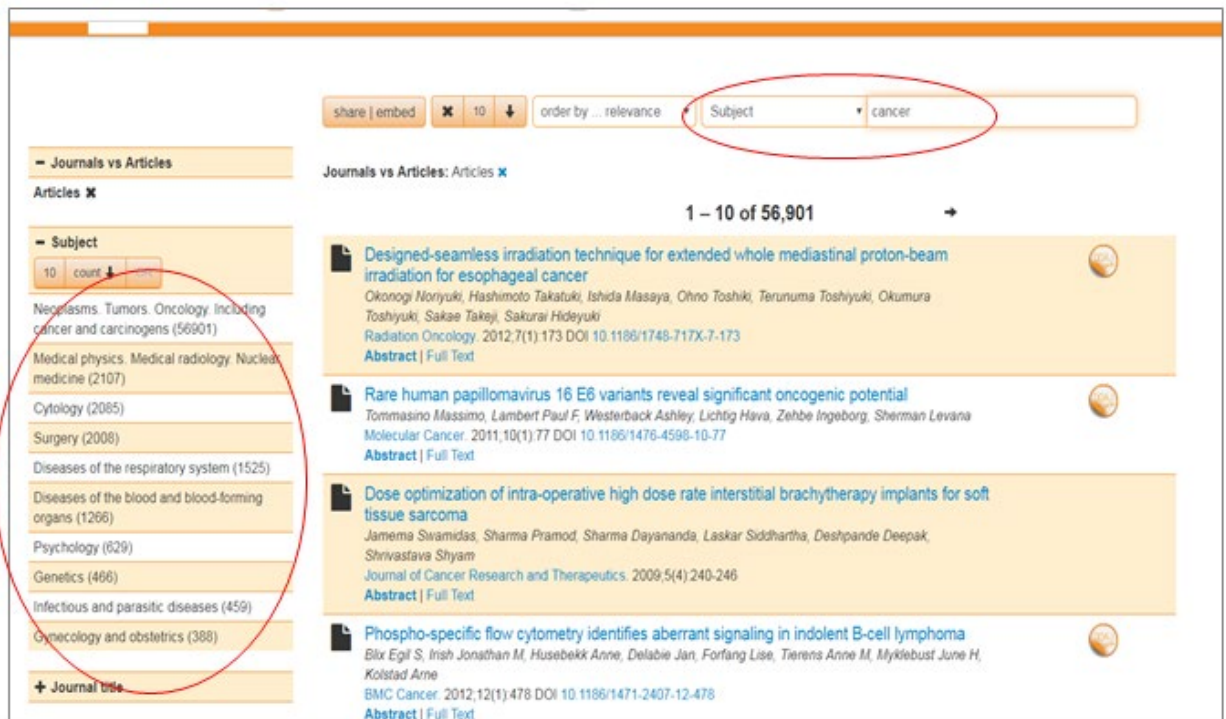 share | embed
10
order by ... relevance
Subject
cancer
Journals vs Articles
Articles
Subject
10 count
Neoplasms. Tumors. Oncology. Including
cancer and carcinogens (56901)
Medical physics. Medical radiology. Nuclear
medicine (2107)
Cytology (2085)
Surgery (2008)
Diseases of the respiratory system (1525)
Diseases of the blood and blood-forming
organs (1266)
Psychology (629)
Genetics (466)
Infectious and parasitic diseases (459)
Gynecology and obstetrics (388)
Journal title
Journals vs Articles: Articles
1 – 10 of 56,901
Designed-seamless irradiation technique for extended whole mediastinal proton-beam
irradiation for esophageal cancer
Okonogi Noriyuki, Hashimoto Takatuki, Ishida Masaya, Ohno Toshiki, Terunuma Toshiyuki, Okumura
Toshiyuki, Sakae Takeji, Sakurai Hideyuki
Radiation Oncology. 2012;7(1):173 DOI 10.1186/1748-717X-7-173
Abstract | Full Text
Rare human papillomavirus 16 E6 variants reveal significant oncogenic potential
Tommasino Massimo, Lambert Paul F, Westerback Ashley, Lichtig Hava, Zehbe Ingeborg, Sherman Levana
Molecular Cancer. 2011;10(1):77 DOI 10.1186/1476-4598-10-77
Abstract | Full Text
Dose optimization of intra-operative high dose rate interstitial brachytherapy implants for soft
tissue sarcoma
Jamema Swamidas, Sharma Pramod, Sharma Dayananda, Laskar Siddhartha, Deshpande Deepak,
Shrivastava Shyam
Journal of Cancer Research and Therapeutics. 2009;5(4):240-246
Abstract | Full Text
Phospho-specific flow cytometry identifies aberrant signaling in indolent B-cell lymphoma
Blix Egil S, Irish Jonathan M, Husebekk Anne, Delabie Jan, Forfang Lise, Tierens Anne M, Myklebust June H,
Kolstad Arne
BMC Cancer. 2012;12(1):478 DOI 10.1186/1471-2407-12-478
Abstract | Full Text